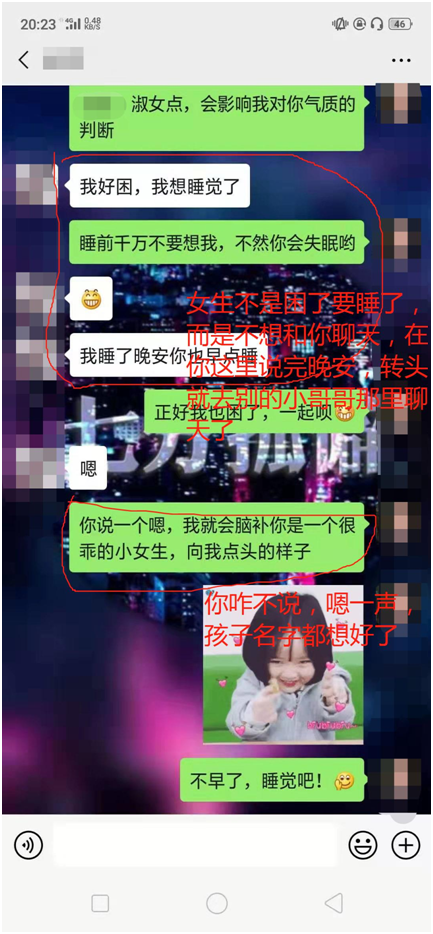 20:23 4G 0.48 KB/S 46
淑女点，会影响我对你气质的
判断
我好困，我想睡觉了
睡前千万不要想我，不然你会失眠哟
女生不是困了要睡了，
而是不想和你聊天，在
你这里说完晚安，转头
就去别的小哥哥那里聊
天了
我睡了晚安你也早点睡
正好我也困了，一起呗
嗯
你说一个嗯，我就会脑补你是一个很
乖的小女生，向我点头的样子
你咋不说，嗯一声，
孩子名字都想好了
不早了，睡觉吧！